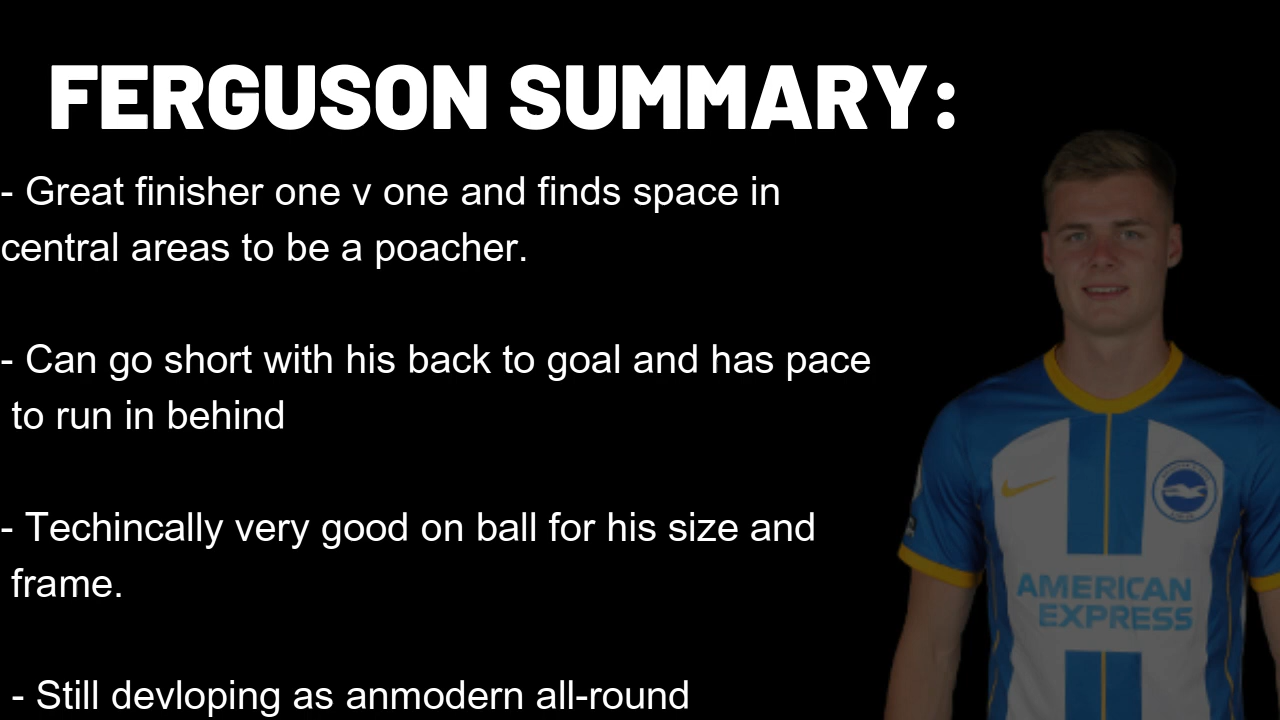 FERGUSON SUMMARY:
- Great finisher one v one and finds space in
central areas to be a poacher.
- Can go short with his back to goal and has pace
to run in behind
- Techincally very good on ball for his size and
frame.
- Still devloping as anmodern all-round
AMERICAN
EXPRESS